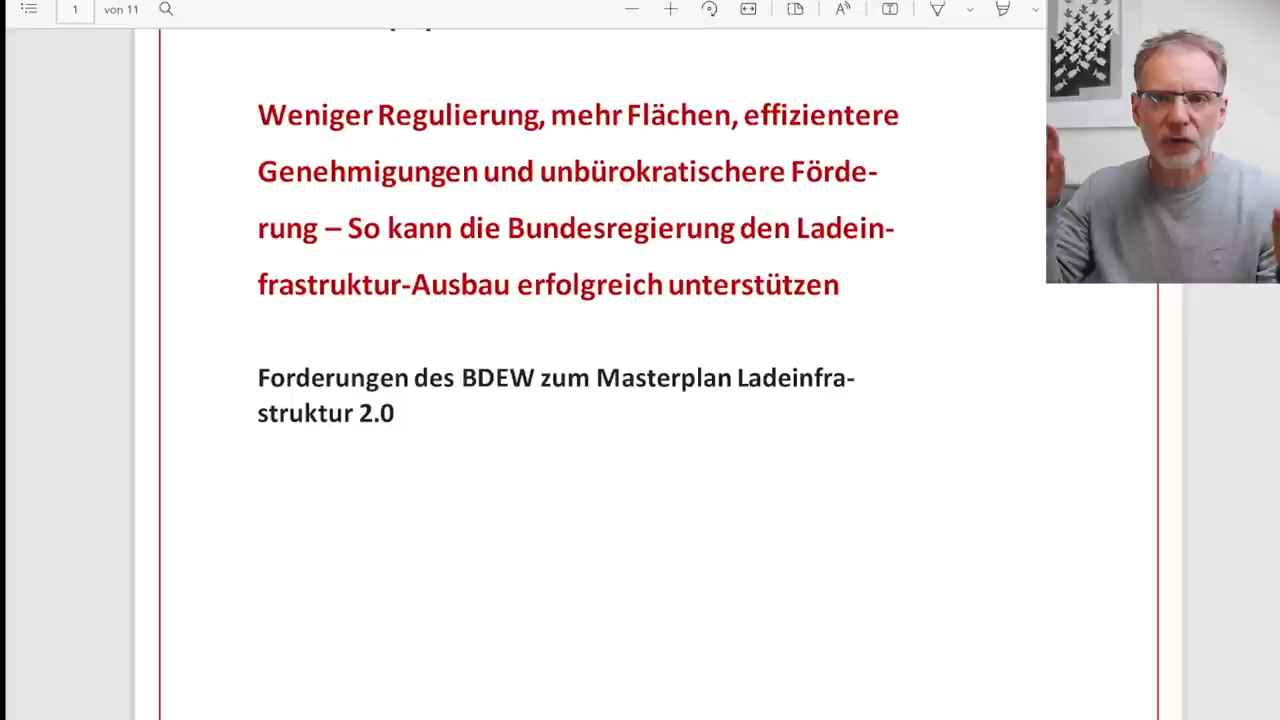 1 von 11
Weniger Regulierung, mehr Flächen, effizientere
Genehmigungen und unbürokratischere Förde-
rung – So kann die Bundesregierung den Ladein-
frastruktur-Ausbau erfolgreich unterstützen
Forderungen des BDEW zum Masterplan Ladeinfra-
struktur 2.0